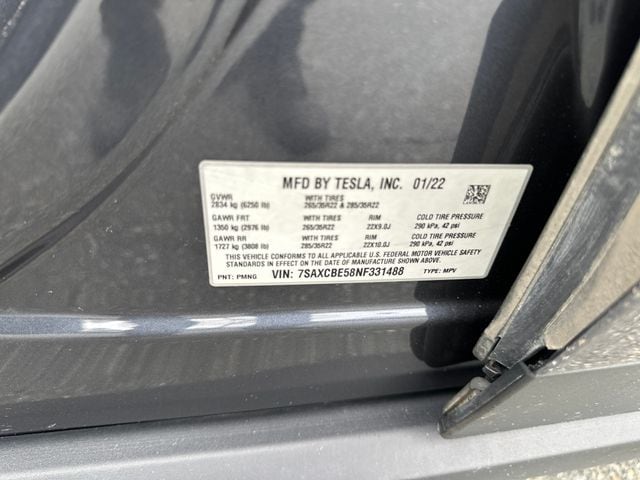 MFD BY TESLA, INC. 01/22
GVWR WITH TIRES
2834 kg (6250 lb) 265/35R22 & 285/35R22
GAWR FRT WITH TIRES RIM COLD TIRE PRESSURE
1350 kg (2976 lb) 265/35R22 22X9.0J 290 kPa, 42 psi
GAWR RR WITH TIRES RIM COLD TIRE PRESSURE
1727 kg (3808 lb) 285/35R22 22X10.0J 290 kPa, 42 psi
THIS VEHICLE CONFORMS TO ALL APPLICABLE U.S. FEDERAL MOTOR VEHICLE SAFETY
STANDARDS IN EFFECT ON THE DATE OF MANUFACTURE SHOWN ABOVE.
PNT: PMNG VIN: 7SAXCBE58NF331488 TYPE: MPV